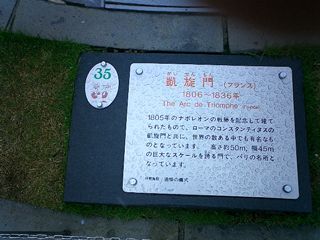 35
がいせんもん
凱旋門 (フランス)
1806〜1836年
The Arc de Triomphe
1805年のナポレオンの戦勝を記念して建て
られたもので、ローマのコンスタンティヌスの
凱旋門と共に、世界の数ある中でも有名なも
のとなっています。 高さ約50m、幅45m
の巨大なスケールを誇る門で、パリの名所と
なっています。